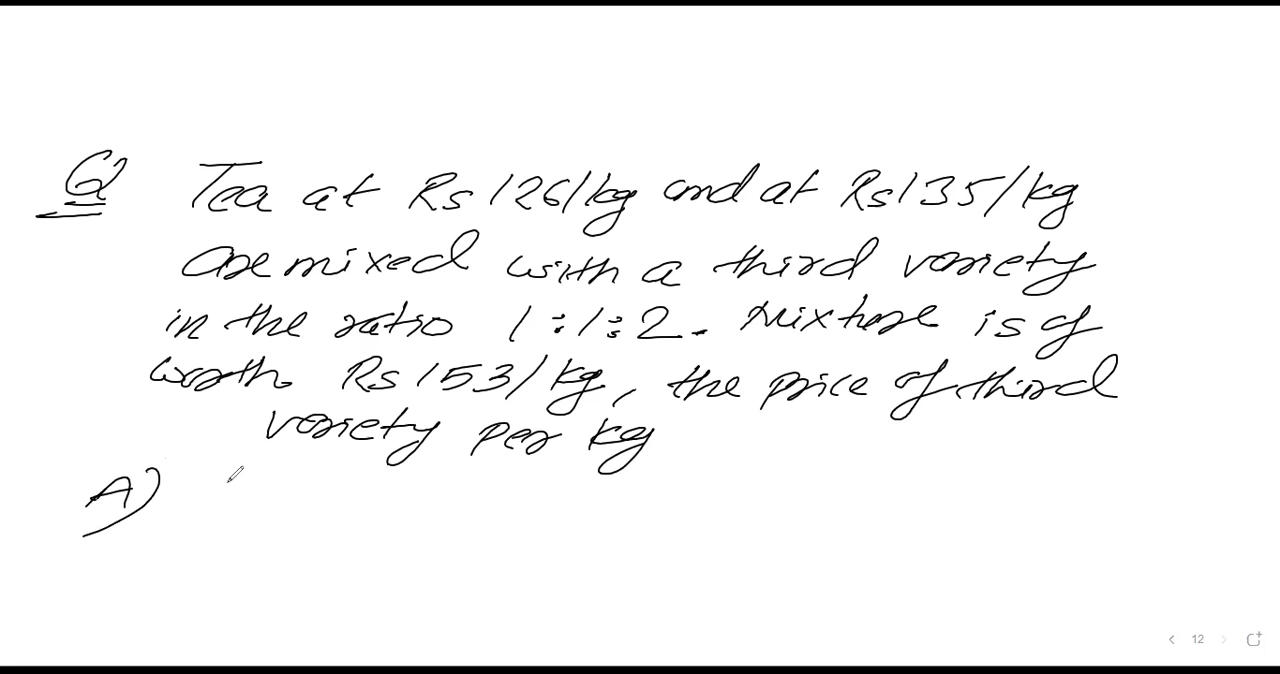 Q Tea at Rs 126/kg and at Rs 135/kg
are mixed with a third variety
in the ratio 1:1:2. Mixture is of
worth Rs 153/kg, the price of third
variety per kg
A)
12